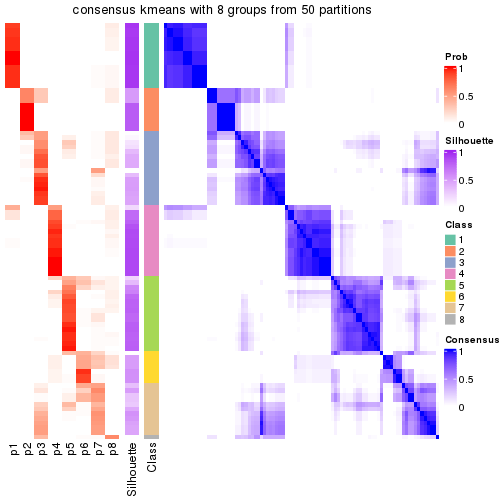 consensus kmeans with 8 groups from 50 partitions
Prob
1
0.5
0
Silhouette
1
0.5
0
Class
1
2
3
4
5
6
7
8
Consensus
1
0.5
0
p1
p2
p3
p4
p5
p6
p7
p8
Silhouette
Class